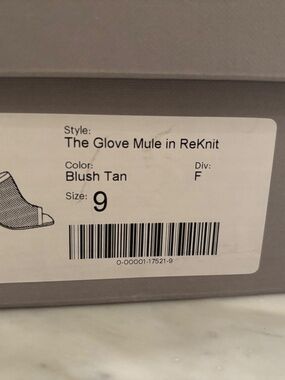 Style:
The Glove Mule in ReKnit
Color: Div:
Blush Tan F
Size: 9
0-00001-17521-9